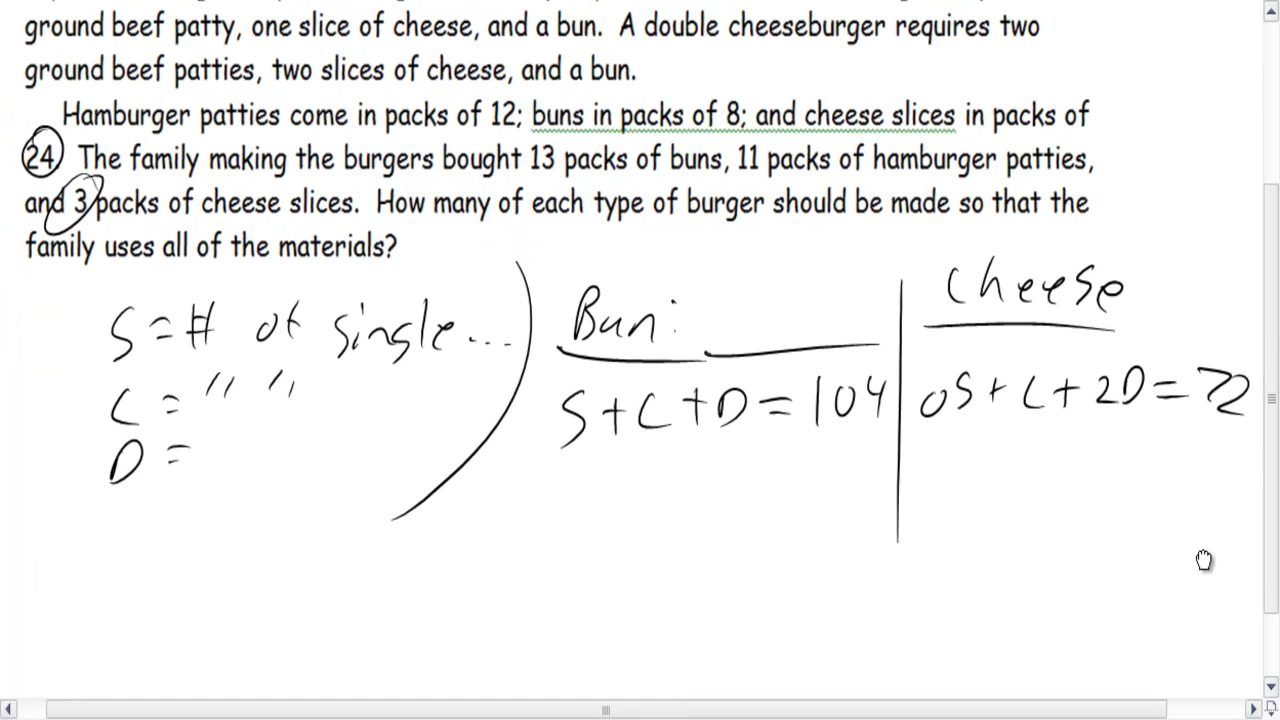 ground beef patty, one slice of cheese, and a bun. A double cheeseburger requires two
ground beef patties, two slices of cheese, and a bun.
Hamburger patties come in packs of 12; buns in packs of 8; and cheese slices in packs of
24. The family making the burgers bought 13 packs of buns, 11 packs of hamburger patties,
and 3 packs of cheese slices. How many of each type of burger should be made so that the
family uses all of the materials?
S = # of single...
C = " "
D =
Bun:
S + C + D = 104
Cheese
0S + C + 2D = 72